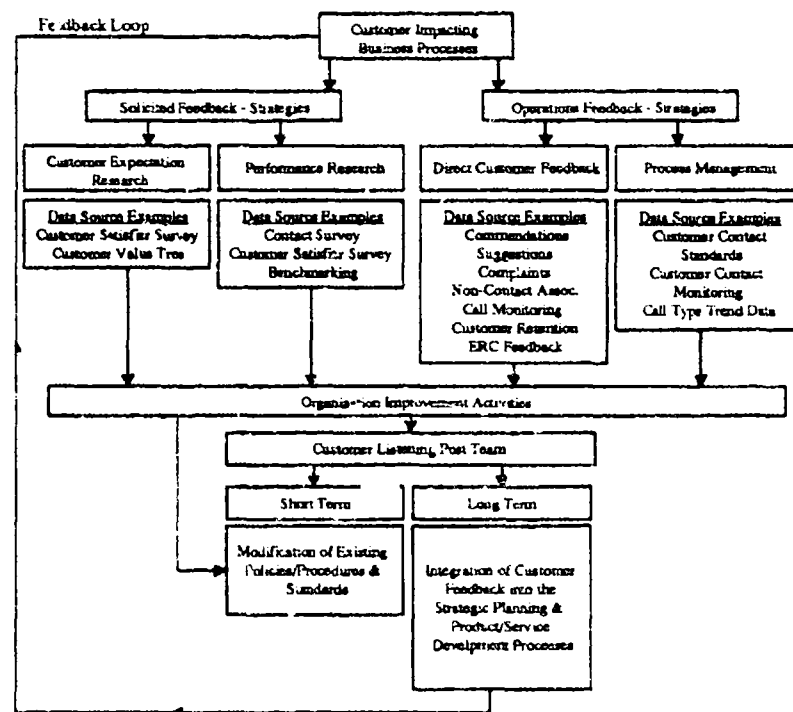 Feedback Loop
Customer Impacting
Business Processes
Solicited Feedback - Strategies
Operations Feedback - Strategies
Customer Expectation
Research
Performance Research
Direct Customer Feedback
Process Management
Data Source Examples
Customer Satisfier Survey
Customer Value Tree
Data Source Examples
Contact Survey
Customer Satisfier Survey
Benchmarking
Data Source Examples
Commendations
Suggestions
Complaints
Non-Contact Assoc.
Call Monitoring
Customer Retention
ERC Feedback
Data Source Examples
Customer Contact
Standards
Customer Contact
Monitoring
Call Type Trend Data
Organization Improvement Activities
Customer Listening Post Team
Short Term
Long Term
Modification of Existing
Policies/Procedures &
Standards
Integration of Customer
Feedback into the
Strategic Planning &
Product/Service
Develpment Processes